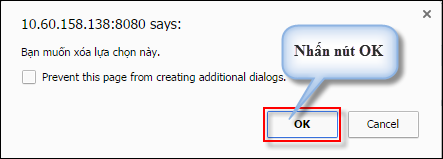 10.60.158.138:8080 says:
Bạn muốn xóa lựa chọn này.
Prevent this page from creating additional dialogs.
Nhấn nút OK
OK
Cancel